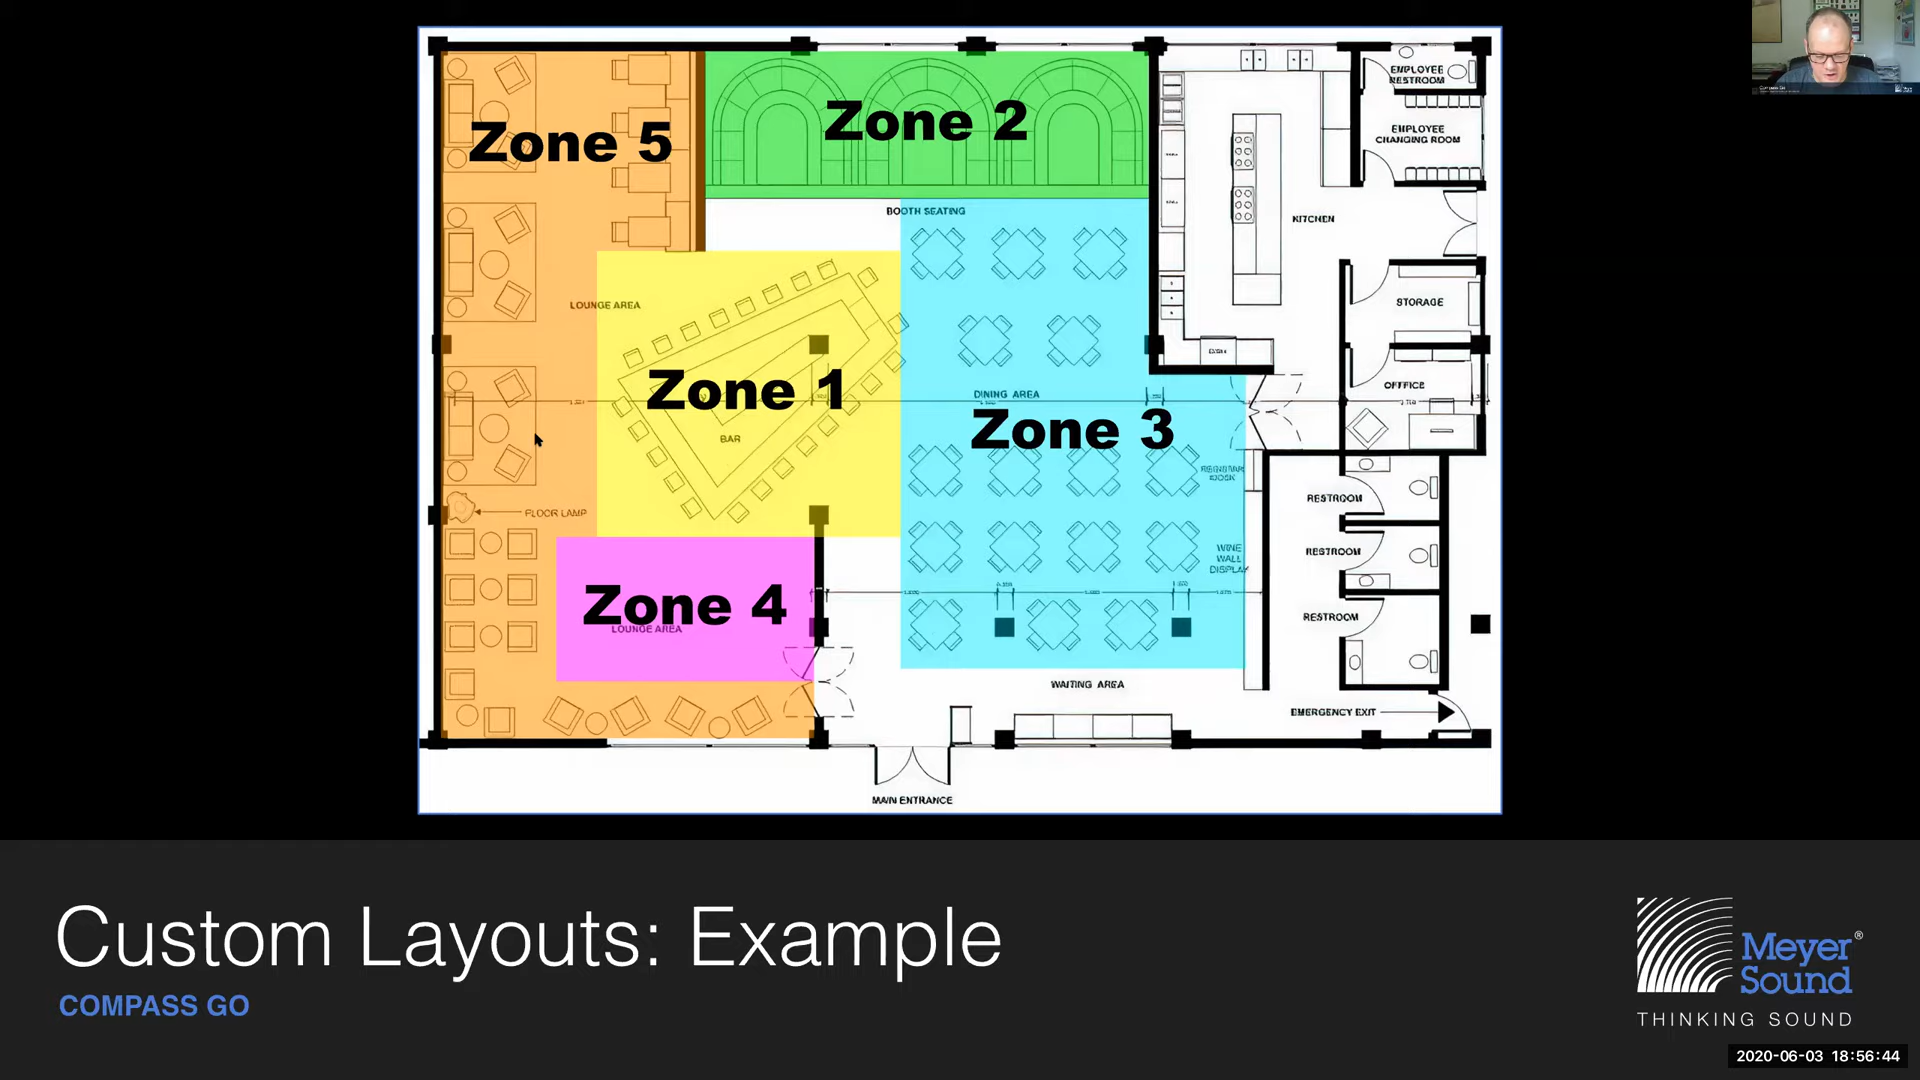 EMPLOYEE
RESTROOM
Zone 5
Zone 2
EMPLOYEE
CHANGING ROOM
BOOTH SEATING
KITCHEN
LOUNGE AREA
STORAGE
Zone 1
BAR
DINING AREA
Zone 3
OFFICE
FLOOR LAMP
RESTROOM
WINE
WALL
DISPLAY
RESTROOM
Zone 4
LOUNGE AREA
RESTROOM
WAITING AREA
EMERGENCY EXIT
MAIN ENTRANCE
Custom Layouts: Example
COMPASS GO
Meyer®
Sound
THINKING SOUND
2020-06-03 18:56:44